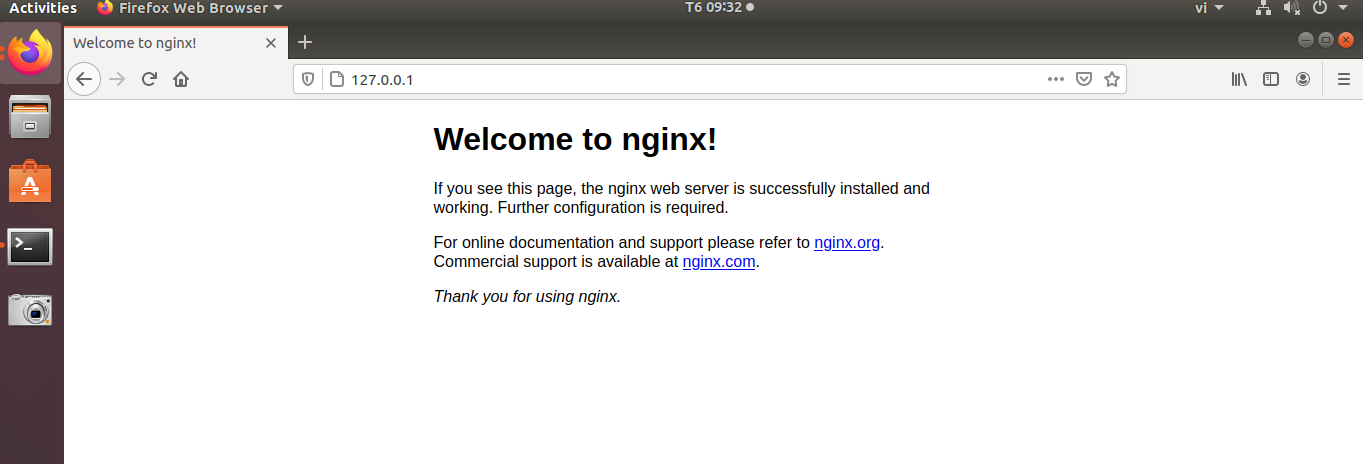 Activities Firefox Web Browser T6 09:32 vi
Welcome to nginx!
127.0.0.1
Welcome to nginx!
If you see this page, the nginx web server is successfully installed and
working. Further configuration is required.
For online documentation and support please refer to nginx.org.
Commercial support is available at nginx.com.
Thank you for using nginx.